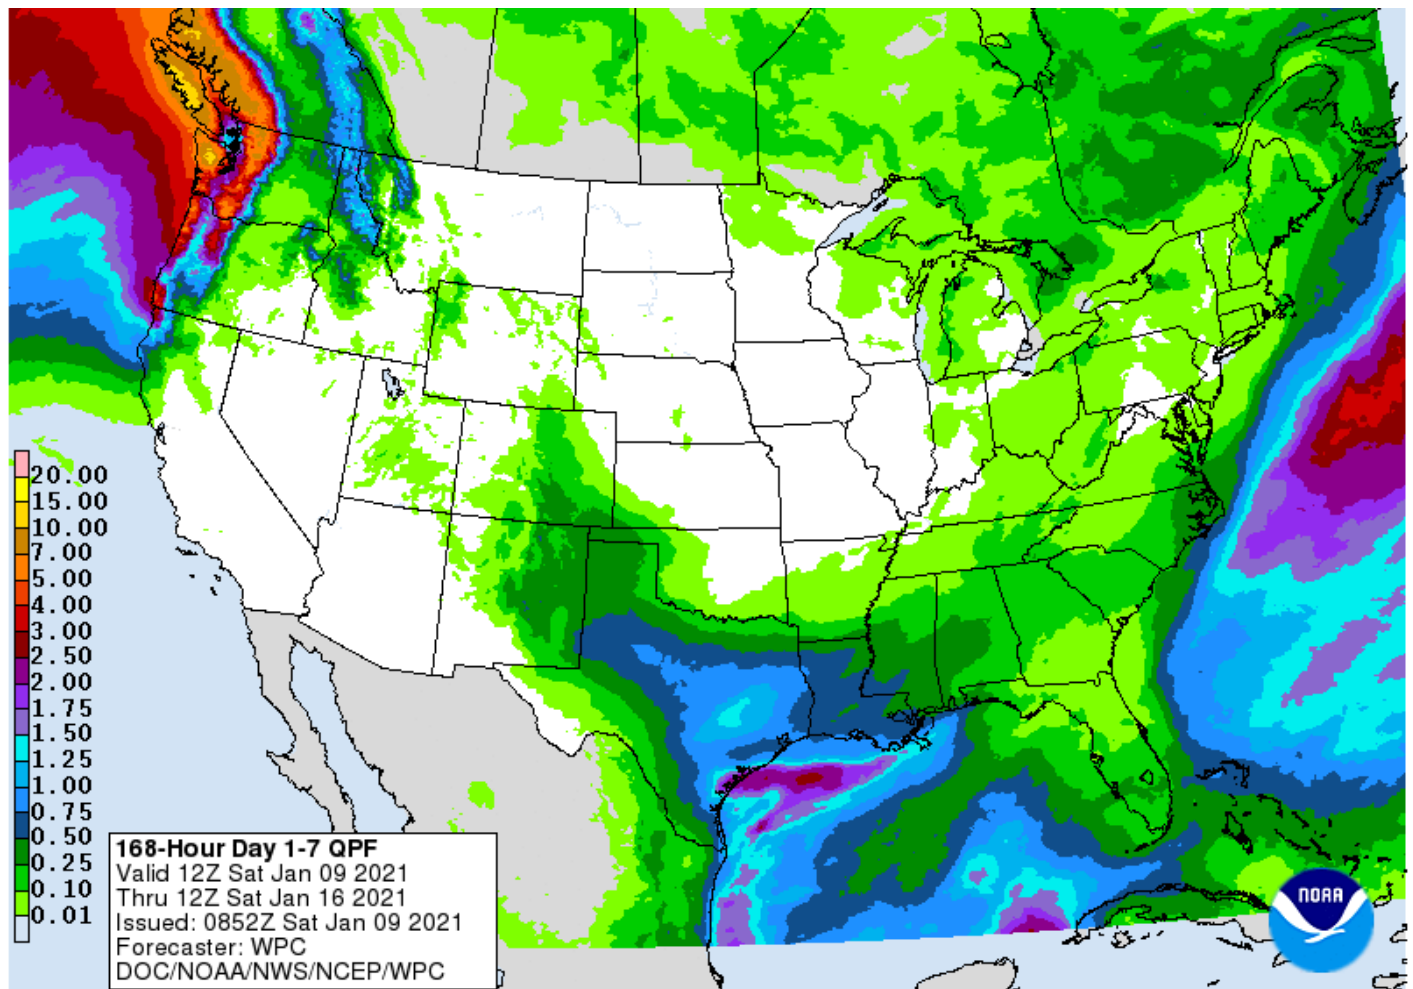 20.00
15.00
10.00
7.00
5.00
4.00
3.00
2.50
2.00
1.75
1.50
1.25
1.00
0.75
0.50
0.25
0.10
0.01
168-Hour Day 1-7 QPF
Valid 12Z Sat Jan 09 2021
Thru 12Z Sat Jan 16 2021
Issued: 0852Z Sat Jan 09 2021
Forecaster: WPC
DOC/NOAA/NWS/NCEP/WPC
NOAA